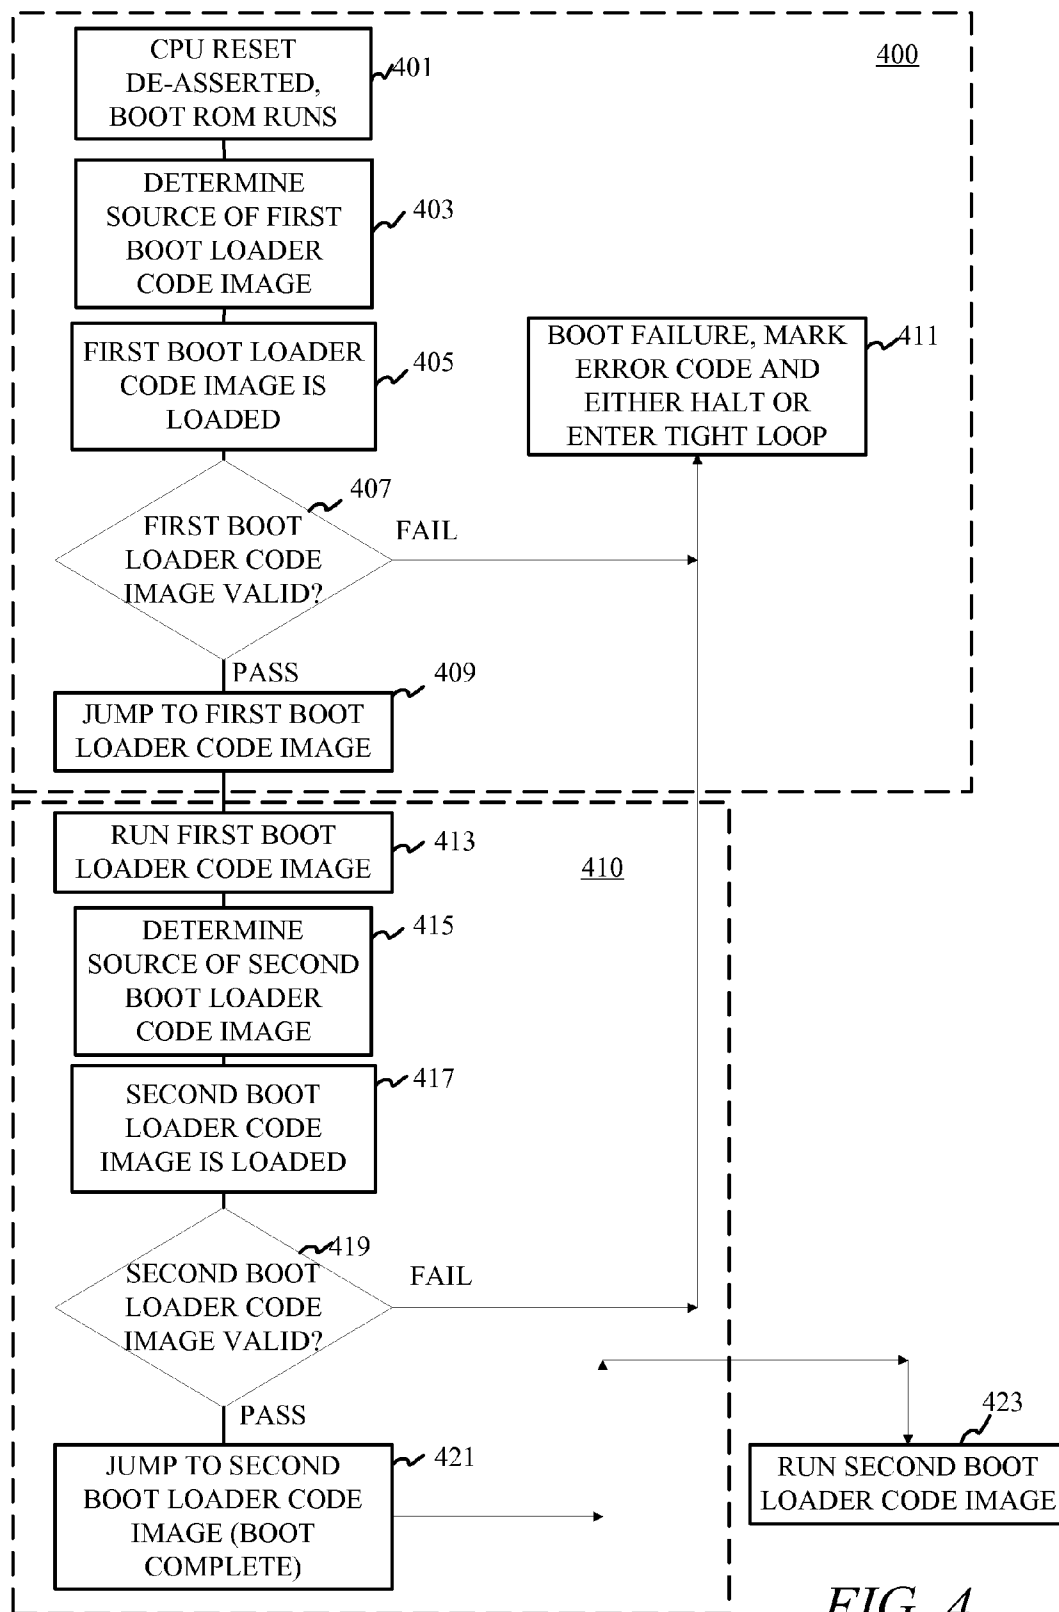 CPU RESET
DE-ASSERTED,
BOOT ROM RUNS
401
400
DETERMINE
SOURCE OF FIRST
BOOT LOADER
CODE IMAGE
403
FIRST BOOT LOADER
CODE IMAGE IS
LOADED
405
BOOT FAILURE, MARK
ERROR CODE AND
EITHER HALT OR
ENTER TIGHT LOOP
411
407
FIRST BOOT
LOADER CODE
IMAGE VALID?
FAIL
PASS
409
JUMP TO FIRST BOOT
LOADER CODE IMAGE
RUN FIRST BOOT
LOADER CODE IMAGE
413
410
DETERMINE
SOURCE OF SECOND
BOOT LOADER
CODE IMAGE
415
SECOND BOOT
LOADER CODE
IMAGE IS LOADED
417
419
SECOND BOOT
LOADER CODE
IMAGE VALID?
FAIL
PASS
JUMP TO SECOND
BOOT LOADER CODE
IMAGE (BOOT
COMPLETE)
421
423
RUN SECOND BOOT
LOADER CODE IMAGE
FIG. 4